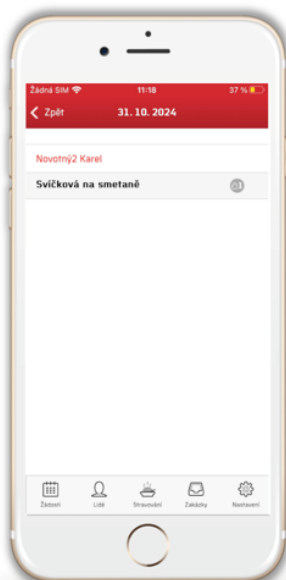 Žádná SIM 11:18 37 %
Zpět 31. 10. 2024
Novotný2 Karel
Svíčková na smetaně 1
Žádosti Lidé Stravování Zakázky Nastavení